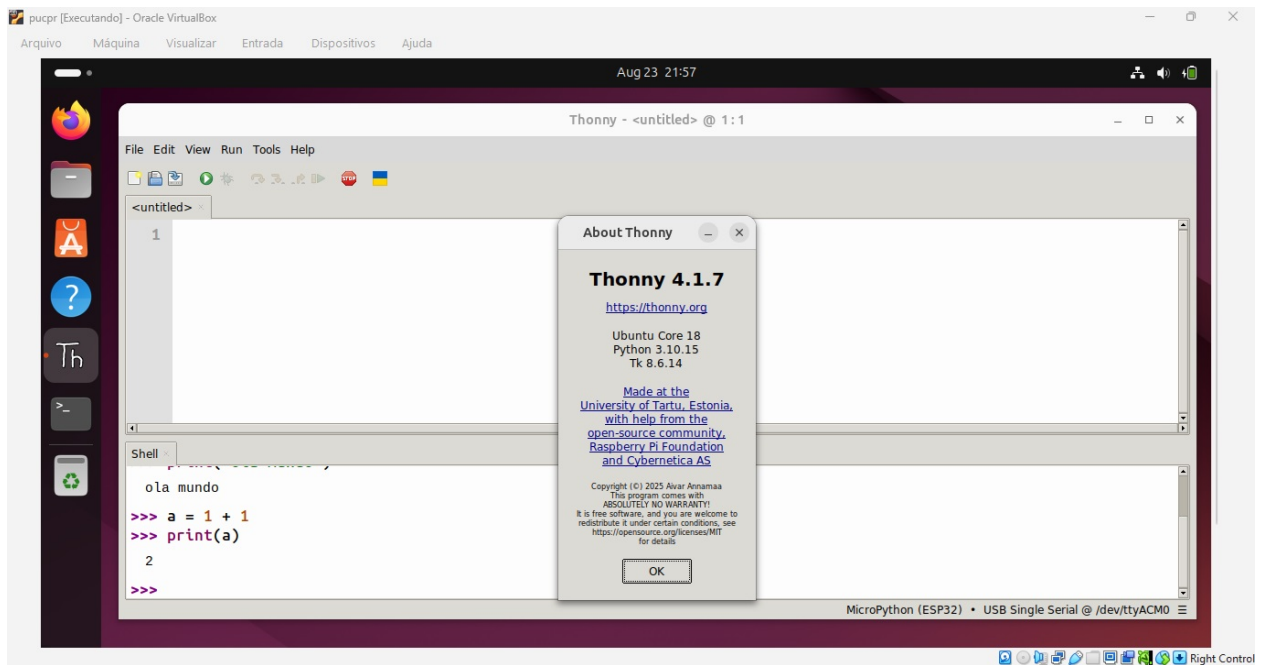 pucpr [Executando] - Oracle VirtualBox
Arquivo Máquina Visualizar Entrada Dispositivos Ajuda
Aug 23 21:57
Thonny - <untitled> @ 1:1
File Edit View Run Tools Help
STOP
<untitled>
1
About Thonny
Thonny 4.1.7
https://thonny.org
Ubuntu Core 18
Python 3.10.15
Tk 8.6.14
Made at the
University of Tartu, Estonia,
with help from the
open-source community,
Raspberry Pi Foundation
and Cybernetica AS
Copyright (©) 2025 Aivar Annamaa
This program comes with
ABSOLUTELY NO WARRANTY!
It is free software, and you are welcome to
redistribute it under certain conditions, see
https://opensource.org/licenses/MIT
for details
OK
Th
Shell
ola mundo
>>> a = 1 + 1
>>> print(a)
2
>>>
MicroPython (ESP32) • USB Single Serial @ /dev/ttyACM0
Right Control